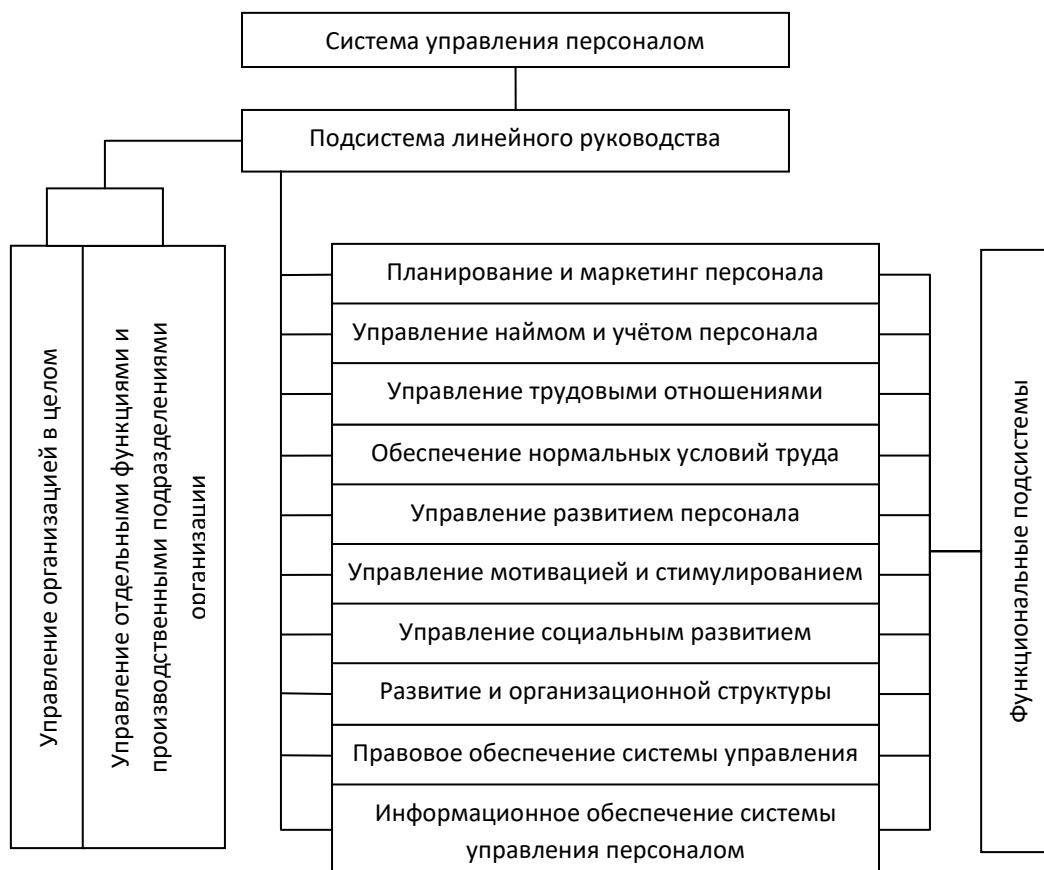 Система управления персоналом
Подсистема линейного руководства
Управление организацией в целом
Управление отдельными функциями и
производственными подразделениями
организации
Планирование и маркетинг персонала
Управление наймом и учётом персонала
Управление трудовыми отношениями
Обеспечение нормальных условий труда
Управление развитием персонала
Управление мотивацией и стимулированием
Управление социальным развитием
Развитие и организационной структуры
Правовое обеспечение системы управления
Информационное обеспечение системы
управления персоналом
Функциональные подсистемы